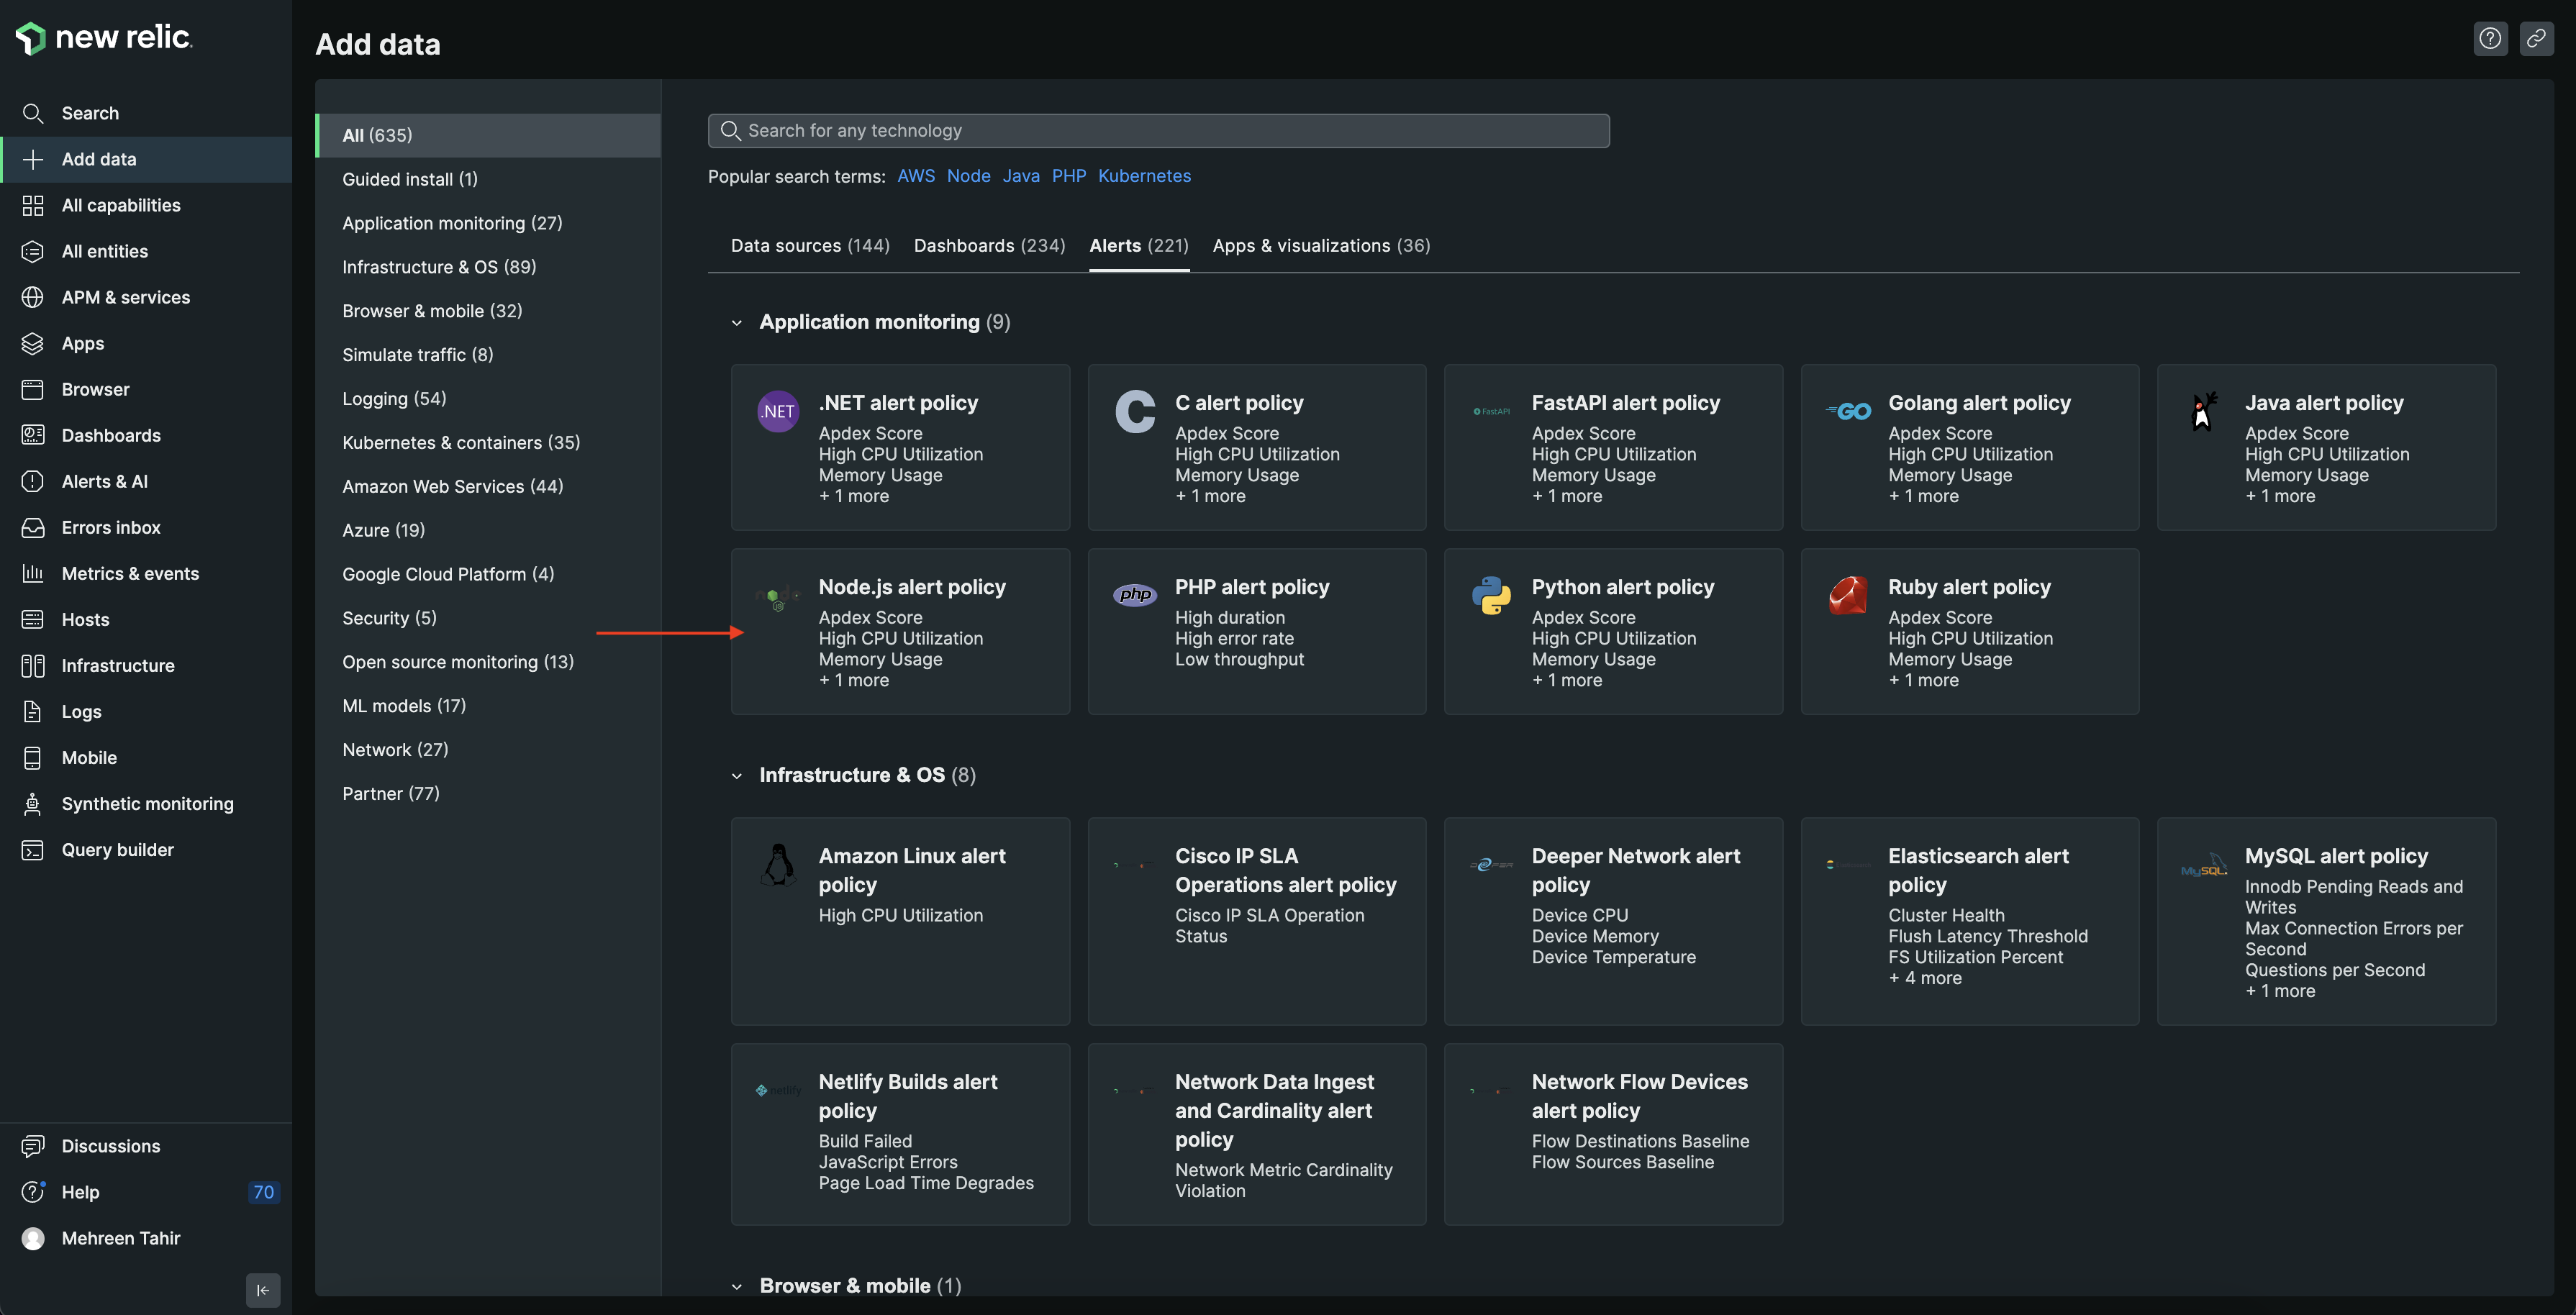 new relic.
Search
Add data
All capabilities
All entities
APM & services
Apps
Browser
Dashboards
Alerts & AI
Errors inbox
Metrics & events
Hosts
Infrastructure
Logs
Mobile
Synthetic monitoring
Query builder
Discussions
Help 70
Mehreen Tahir
Add data
All (635)
Guided install (1)
Application monitoring (27)
Infrastructure & OS (89)
Browser & mobile (32)
Simulate traffic (8)
Logging (54)
Kubernetes & containers (35)
Amazon Web Services (44)
Azure (19)
Google Cloud Platform (4)
Security (5)
Open source monitoring (13)
ML models (17)
Network (27)
Partner (77)
Search for any technology
Popular search terms: AWS Node Java PHP Kubernetes
Data sources (144) Dashboards (234) Alerts (221) Apps & visualizations (36)
Application monitoring (9)
.NET
.NET alert policy
Apdex Score
High CPU Utilization
Memory Usage
+ 1 more
C
C alert policy
Apdex Score
High CPU Utilization
Memory Usage
+ 1 more
FastAPI
FastAPI alert policy
Apdex Score
High CPU Utilization
Memory Usage
+ 1 more
GO
Golang alert policy
Apdex Score
High CPU Utilization
Memory Usage
+ 1 more
Java alert policy
Apdex Score
High CPU Utilization
Memory Usage
+ 1 more
node
Node.js alert policy
Apdex Score
High CPU Utilization
Memory Usage
+ 1 more
php
PHP alert policy
High duration
High error rate
Low throughput
Python alert policy
Apdex Score
High CPU Utilization
Memory Usage
+ 1 more
Ruby alert policy
Apdex Score
High CPU Utilization
Memory Usage
+ 1 more
Infrastructure & OS (8)
Amazon Linux alert
policy
High CPU Utilization
Cisco IP SLA
Operations alert policy
Cisco IP SLA Operation
Status
Deeper Network alert
policy
Device CPU
Device Memory
Device Temperature
Elasticsearch alert
policy
Cluster Health
Flush Latency Threshold
FS Utilization Percent
+ 4 more
MySQL
MySQL alert policy
Innodb Pending Reads and
Writes
Max Connection Errors per
Second
Questions per Second
+ 1 more
netlify
Netlify Builds alert
policy
Build Failed
JavaScript Errors
Page Load Time Degrades
Network Data Ingest
and Cardinality alert
policy
Network Metric Cardinality
Violation
Network Flow Devices
alert policy
Flow Destinations Baseline
Flow Sources Baseline
Browser & mobile (1)